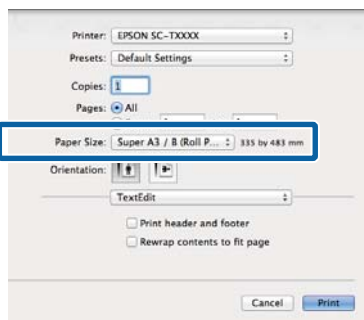 Printer: EPSON SC-TXXXX
Presets: Default Settings
Copies: 1
Pages: All
Paper Size: Super A3 / B (Roll P... 335 by 483 mm
Orientation:
TextEdit
Print header and footer
Rewrap contents to fit page
Cancel Print